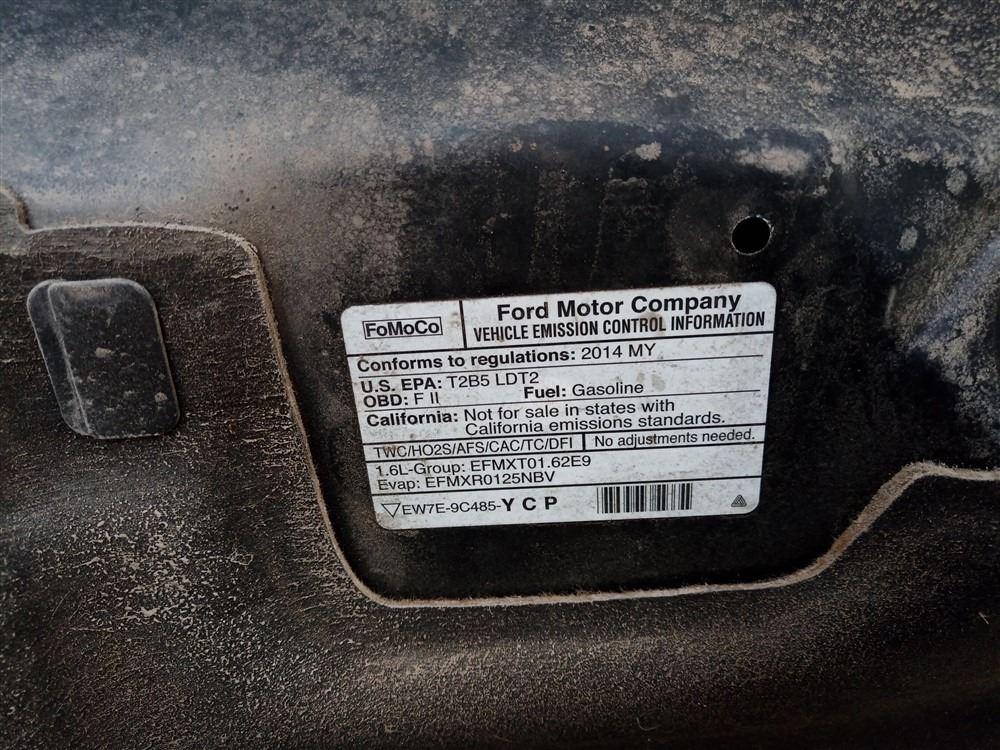 FoMoCo
Ford Motor Company
VEHICLE EMISSION CONTROL INFORMATION
Conforms to regulations: 2014 MY
U.S. EPA: T2B5 LDT2
OBD: F II Fuel: Gasoline
California: Not for sale in states with
California emissions standards.
TWC/HO2S/AFS/CAC/TC/DFI No adjustments needed.
1.6L-Group: EFMXT01.62E9
Evap: EFMXR0125NBV
EW7E-9C485-Y C P